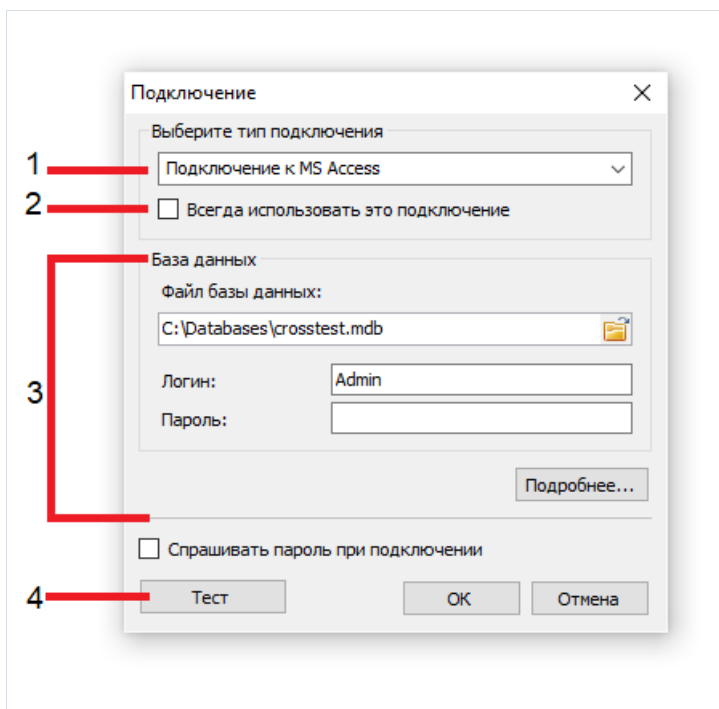 Подключение
Выберите тип подключения
1
Подключение к MS Access
2
Всегда использовать это подключение
База данных
Файл базы данных:
C:\Databases\crosstest.mdb
3
Логин: Admin
Пароль:
Подробнее...
Спрашивать пароль при подключении
4
Тест ОК Отмена